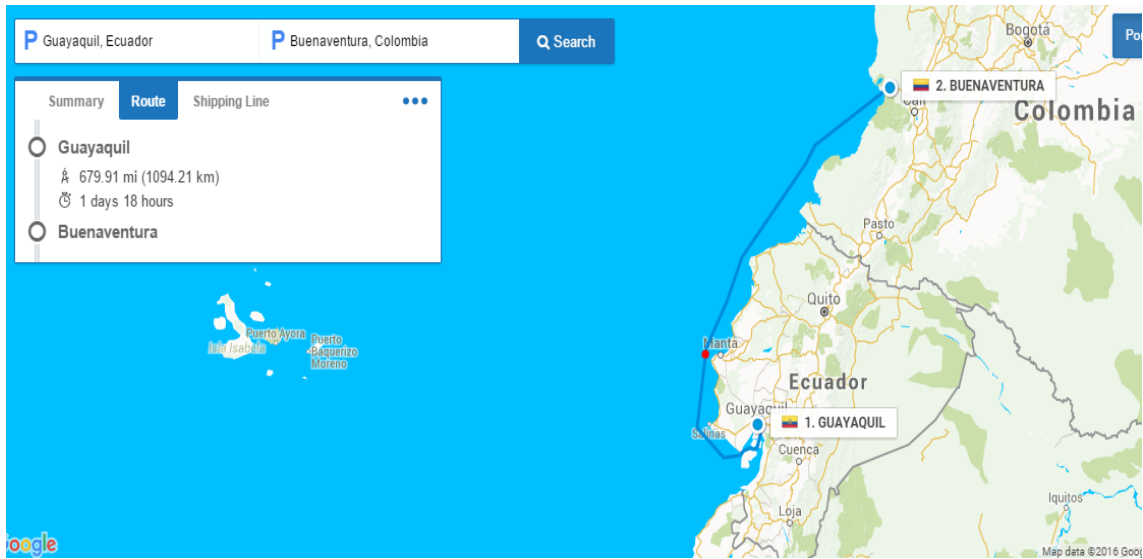 Guayaquil, Ecuador
Buenaventura, Colombia
Search
Por
Summary
Route
Shipping Line
Guayaquil
679.91 mi (1094.21 km)
1 days 18 hours
Buenaventura
Bogotá
2. BUENAVENTURA
Cali
Colombia
Pasto
Quito
Puerto Ayora
Isla Isabela
Puerto
Baquerizo
Moreno
Manta
Ecuador
Guayaquil
1. GUAYAQUIL
Salinas
Cuenca
Loja
Iquitos
Google
Map data ©2016 Goog